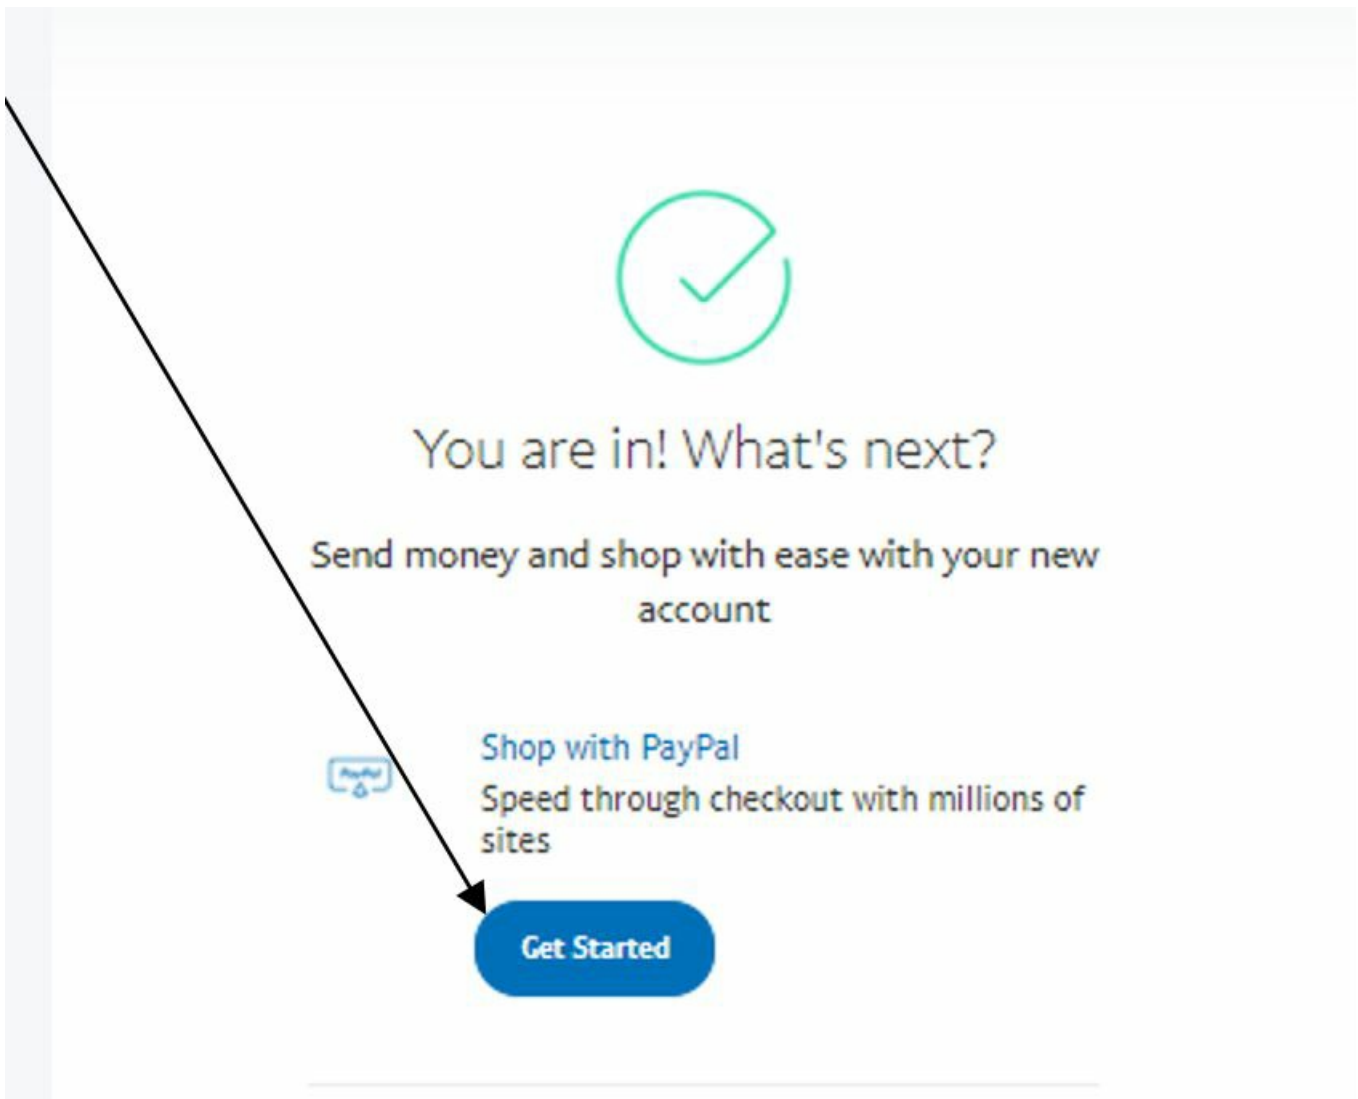 You are in! What's next?
Send money and shop with ease with your new
account
Shop with PayPal
PayPal
Speed through checkout with millions of
sites
Get Started